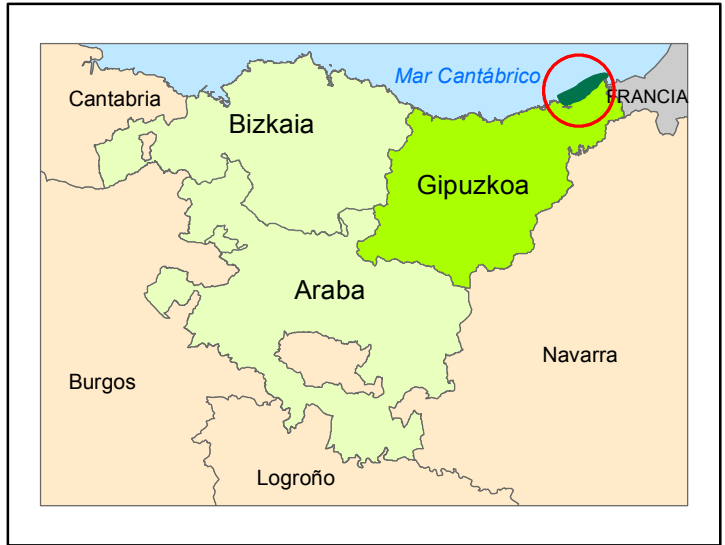 Mar Cantábrico
Cantabria
FRANCIA
Bizkaia
Gipuzkoa
Araba
Navarra
Burgos
Logroño